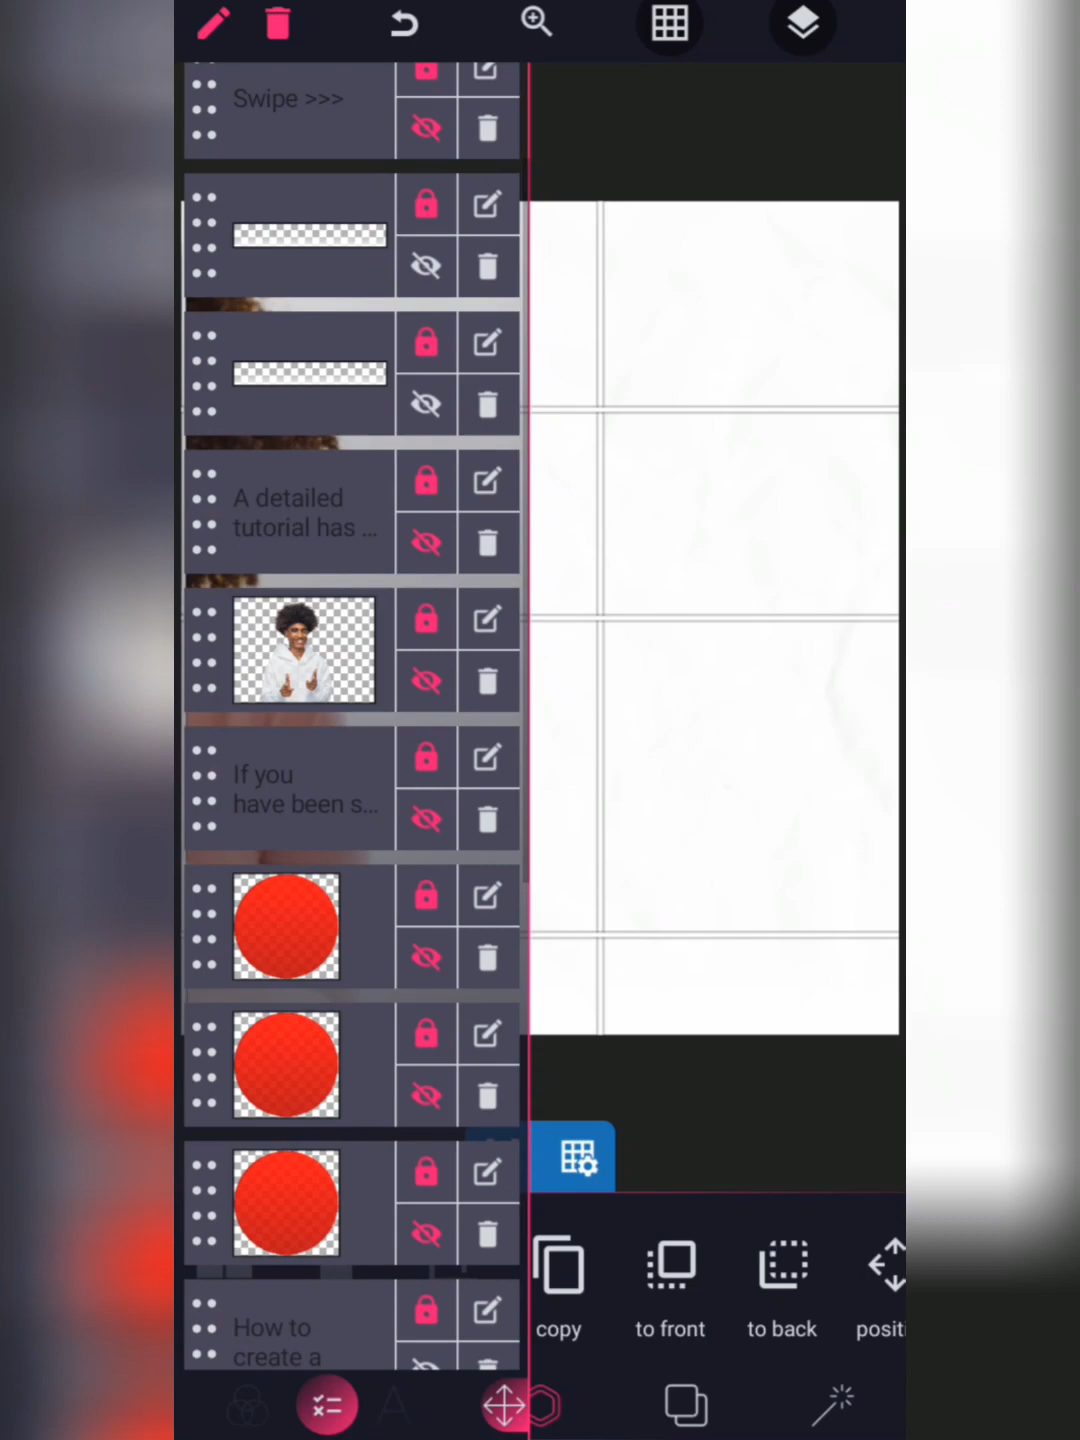 Swipe >>>
A detailed
tutorial has ...
If you
have been s...
How to
create a
copy
to front
to back
positi